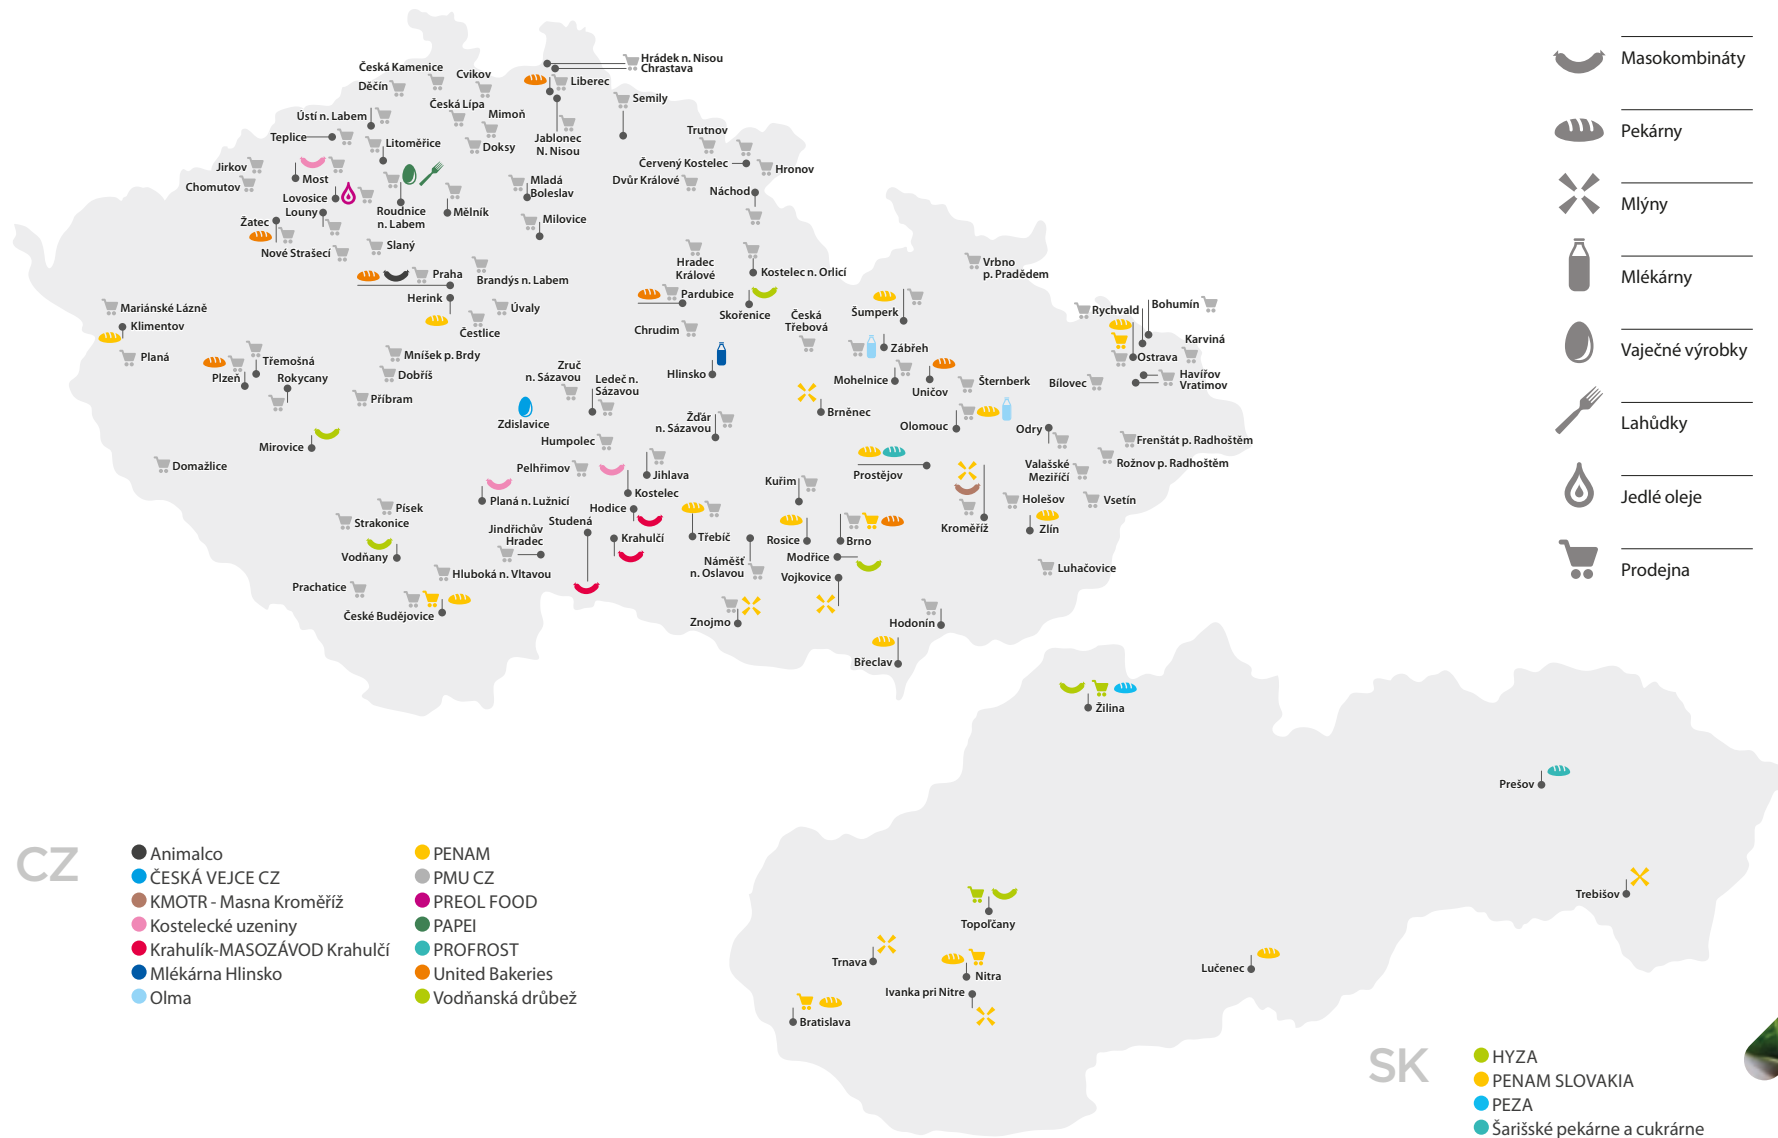 Hrádek n. Nisou
Chrastava
Česká Kamenice
Cvikov
Děčín
Liberec
Semily
Česká Lípa
Mimoň
Ústí n. Labem
Teplice
Litoměřice
Doksy
Jablonec
N. Nisou
Trutnov
Červený Kostelec
Hronov
Jirkov
Chomutov
Most
Mladá
Boleslav
Dvůr Králové
Náchod
Lovosice
Louny
Roudnice
n. Labem
Mělník
Žatec
Milovice
Nové Strašecí
Slaný
Hradec
Králové
Kostelec n. Orlicí
Vrbno
p. Pradědem
Praha
Brandýs n. Labem
Herink
Pardubice
Skořenice
Mariánské Lázně
Klimentov
Úvaly
Čestlice
Chrudim
Česká
Třebová
Šumperk
Rychvald
Bohumín
Karviná
Planá
Třemošná
Plzeň
Rokycany
Mníšek p. Brdy
Dobříš
Příbram
Zruč
n. Sázavou
Ledeč n.
Sázavou
Hlinsko
Zábřeh
Mohelnice
Uničov
Šternberk
Bílovec
Ostrava
Havířov
Vratimov
Zdislavice
Brněnec
Žďár
n. Sázavou
Olomouc
Odry
Frenštát p. Radhoštěm
Rožnov p. Radhoštěm
Mirovice
Humpolec
Domažlice
Pelhřimov
Jihlava
Kostelec
Prostějov
Valašské
Meziříčí
Planá n. Lužnicí
Kuřim
Holešov
Vsetín
Písek
Strakonice
Hodice
Studená
Jindřichův
Hradec
Krahulčí
Třebíč
Rosice
Brno
Kroměříž
Zlín
Vodňany
Modřice
Náměšť
n. Oslavou
Vojkovice
Luhačovice
Hluboká n. Vltavou
Prachatice
České Budějovice
Znojmo
Hodonín
Břeclav
Žilina
Prešov
Trebišov
Topoľčany
Trnava
Nitra
Lučenec
Ivanka pri Nitre
Bratislava
Masokombináty
Pekárny
Mlýny
Mlékárny
Vaječné výrobky
Lahůdky
Jedlé oleje
Prodejna
CZ
Animalco
ČESKÁ VEJCE CZ
KMOTR - Masna Kroměříž
Kostelecké uzeniny
Krahulík-MASOZÁVOD Krahulčí
Mlékárna Hlinsko
Olma
PENAM
PMU CZ
PREOL FOOD
PAPEI
PROFROST
United Bakeries
Vodňanská drůbež
SK
HYZA
PENAM SLOVAKIA
PEZA
Šarišské pekárne a cukrárne